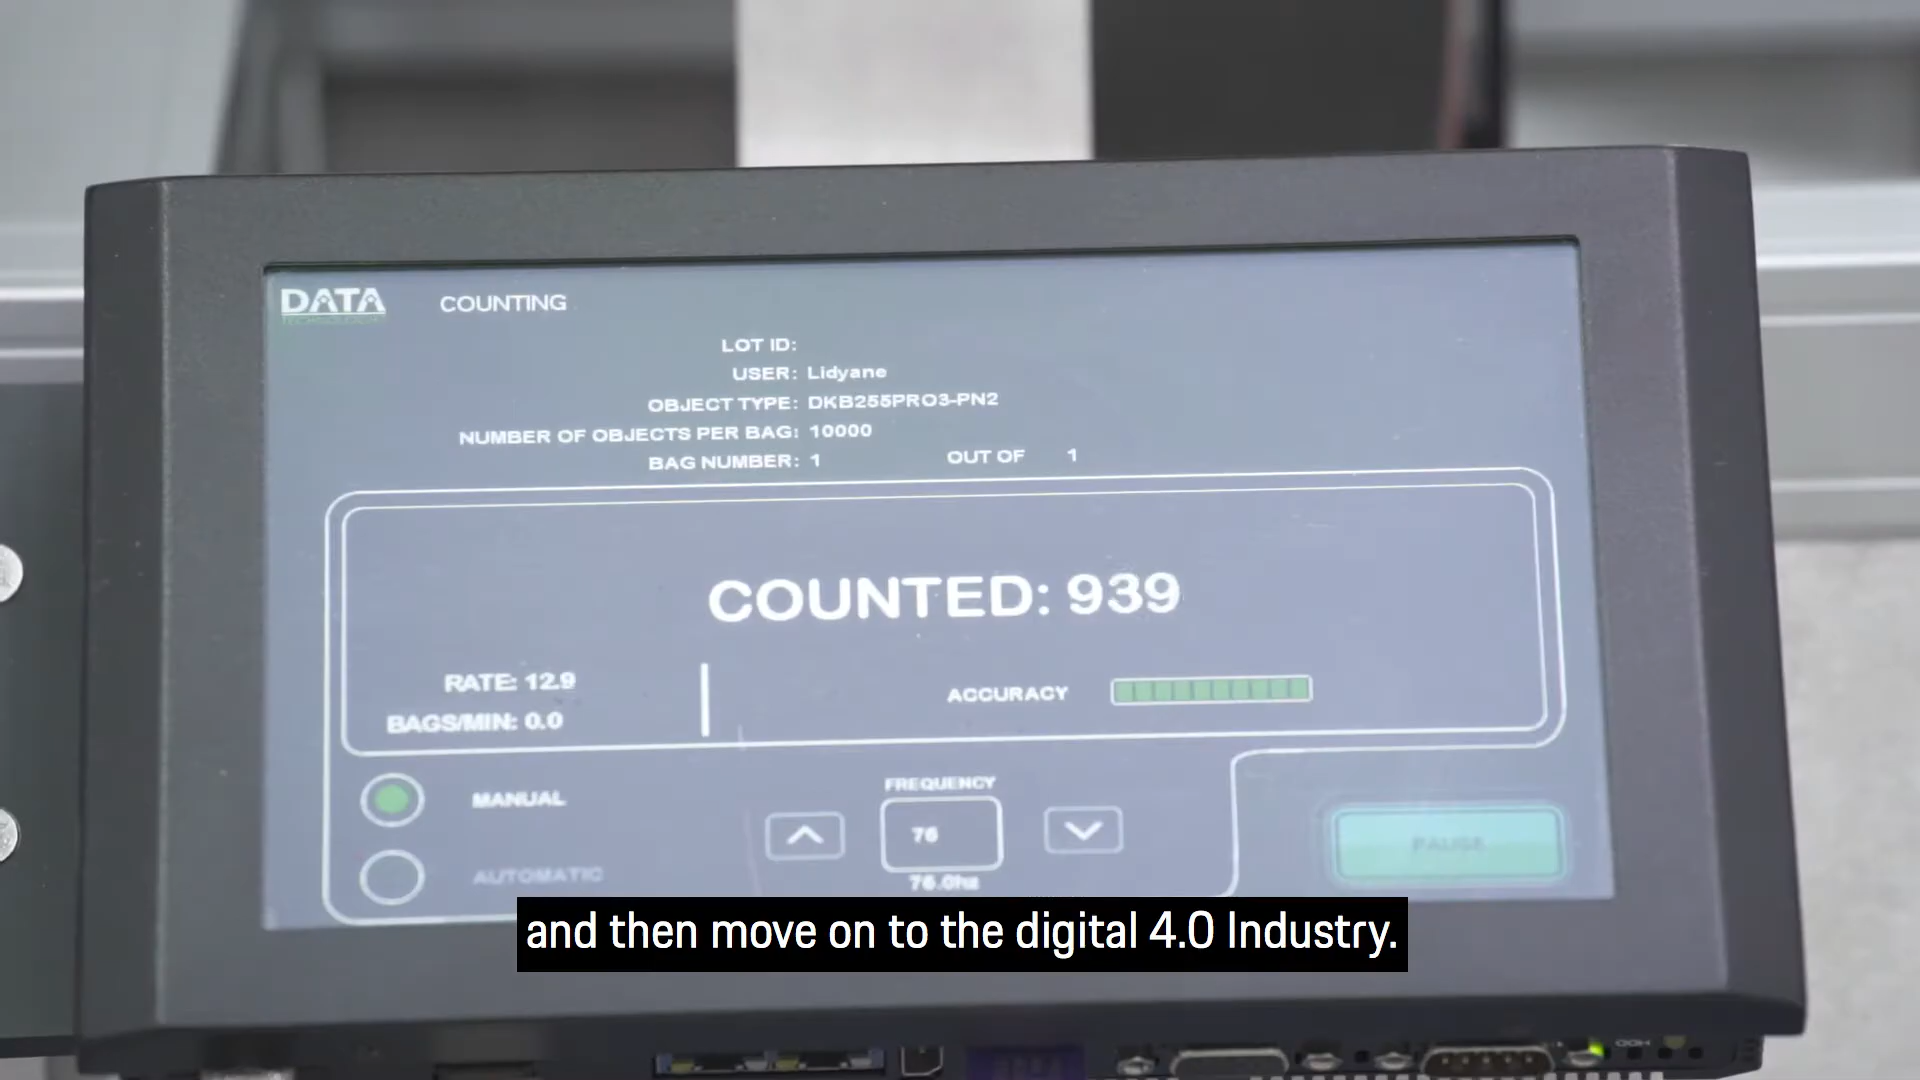 DATA
COUNTING
LOT ID:
USER: Lidyane
OBJECT TYPE: DKB255PRO3-PN2
NUMBER OF OBJECTS PER BAG: 10000
BAG NUMBER: 1 OUT OF 1
COUNTED: 939
RATE: 12.9
ACCURACY
BAGS/MIN: 0.0
MANUAL
FREQUENCY
76
76.0hz
PAUSE
AUTOMATIC
and then move on to the digital 4.0 Industry.